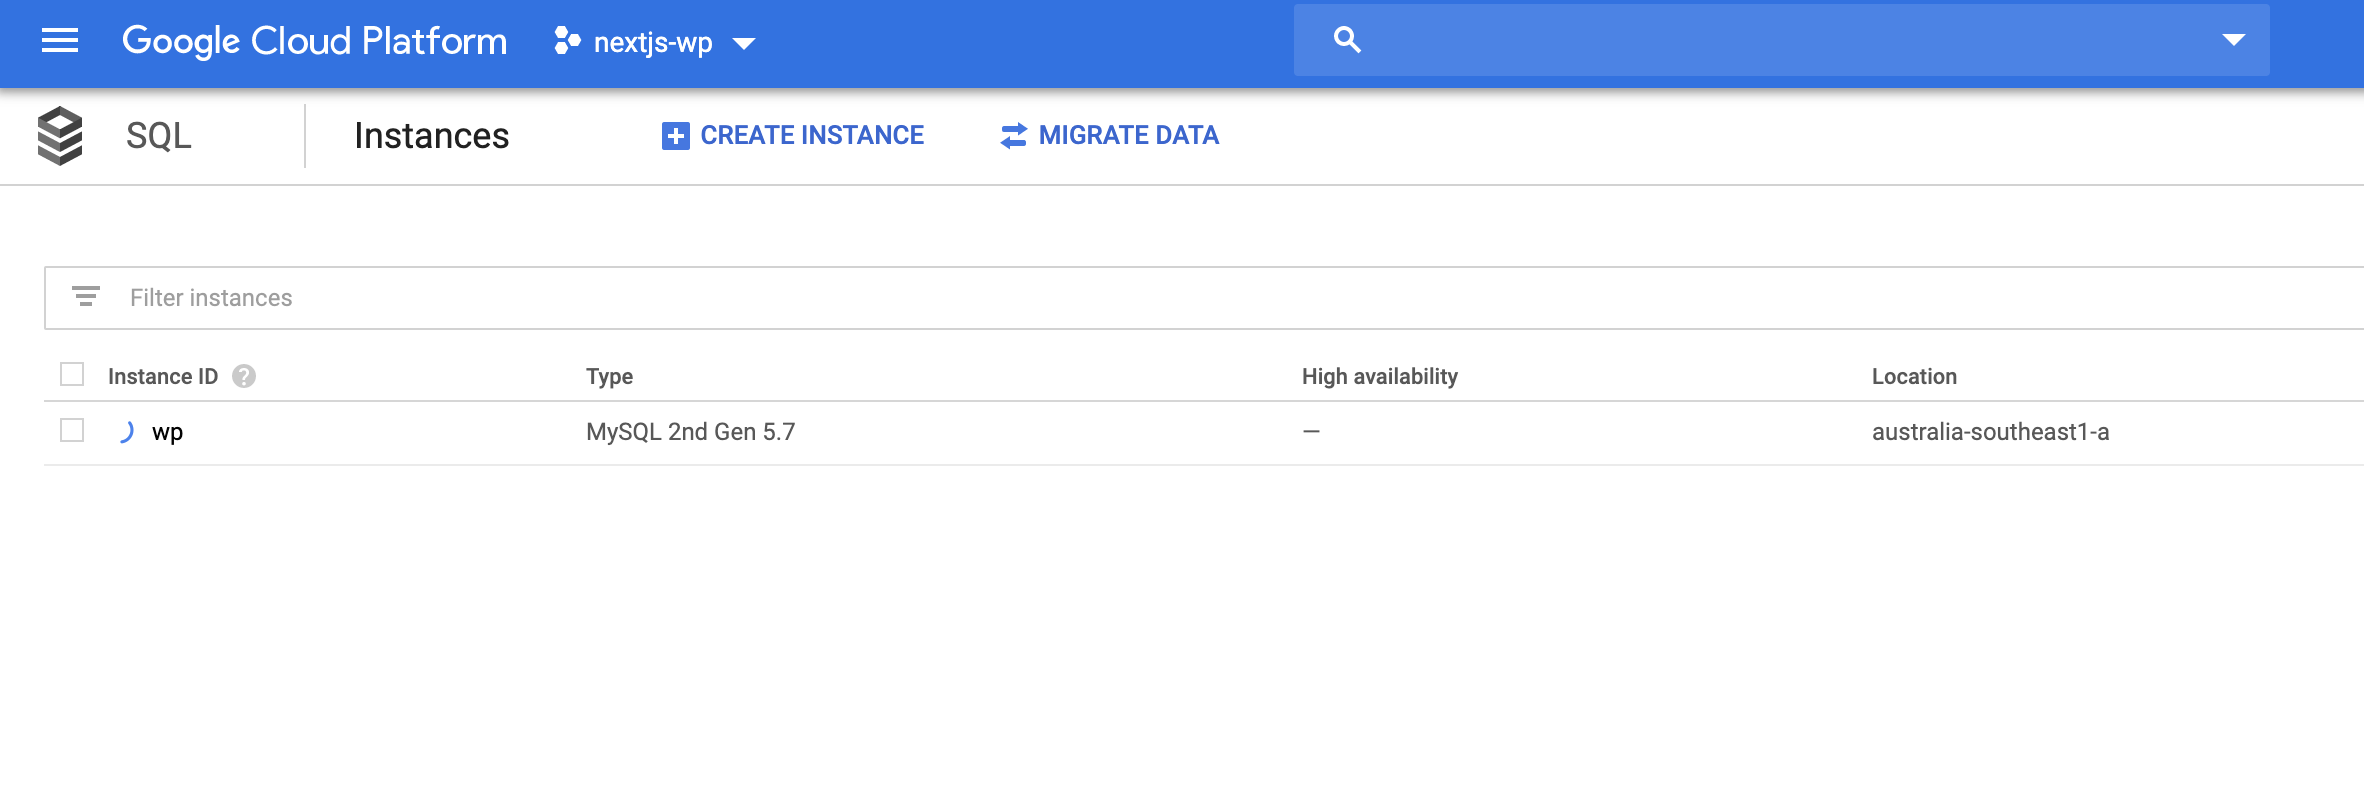 Google Cloud Platform nextjs-wp
SQL Instances CREATE INSTANCE MIGRATE DATA
Filter instances
Instance ID ? Type High availability Location
wp MySQL 2nd Gen 5.7 — australia-southeast1-a